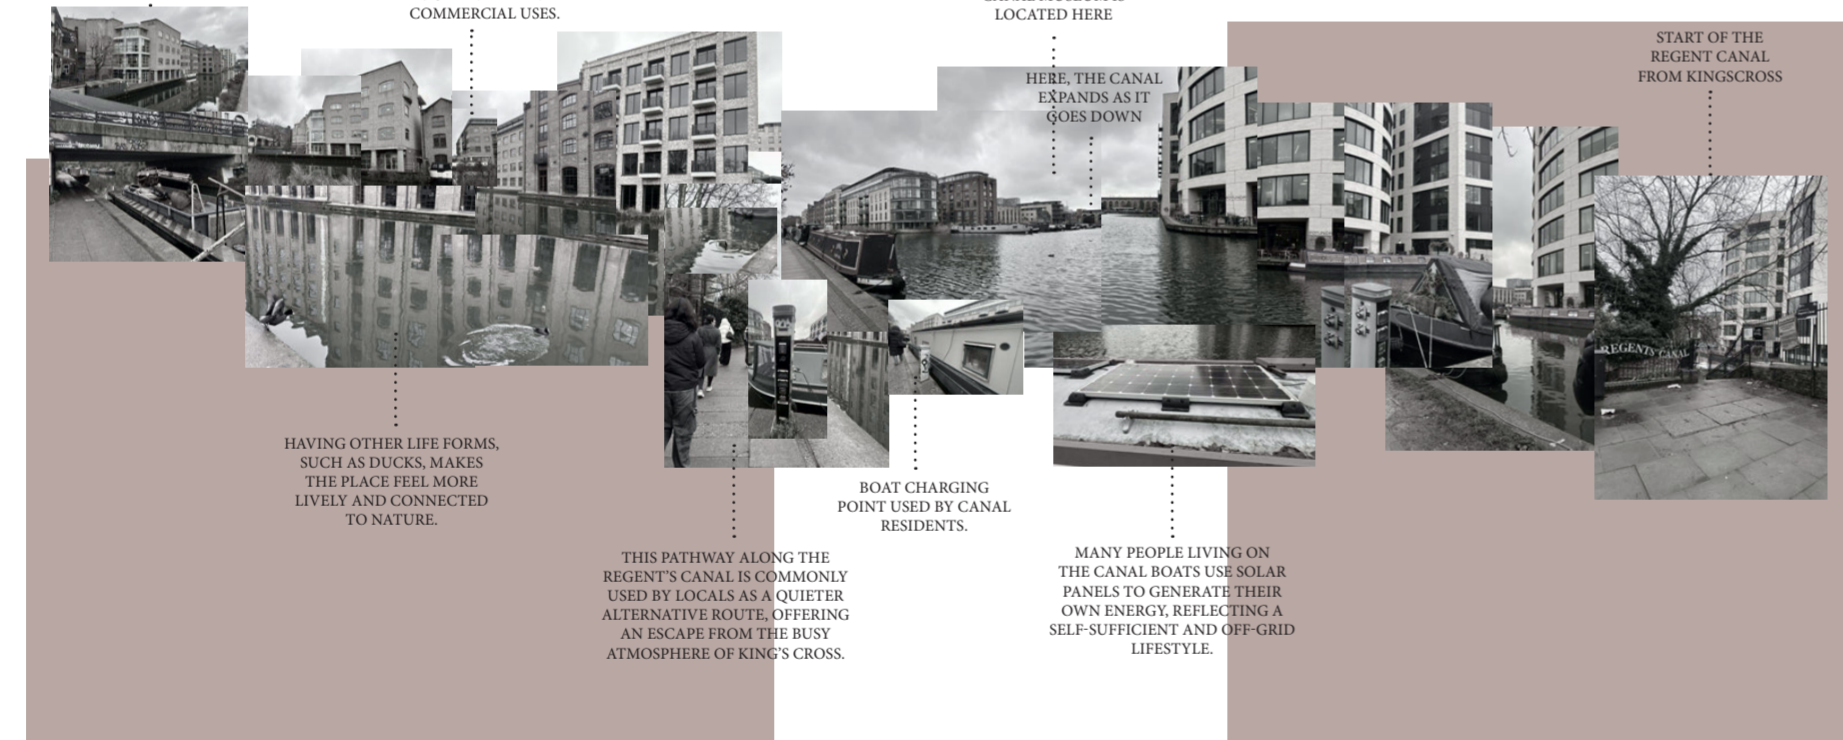 COMMERCIAL USES.
LOCATED HERE
START OF THE
REGENT CANAL
FROM KINGSCROSS
HERE, THE CANAL
EXPANDS AS IT
GOES DOWN
REGENTS CANAL
HAVING OTHER LIFE FORMS,
SUCH AS DUCKS, MAKES
THE PLACE FEEL MORE
LIVELY AND CONNECTED
TO NATURE.
BOAT CHARGING
POINT USED BY CANAL
RESIDENTS.
THIS PATHWAY ALONG THE
REGENT'S CANAL IS COMMONLY
USED BY LOCALS AS A QUIETER
ALTERNATIVE ROUTE, OFFERING
AN ESCAPE FROM THE BUSY
ATMOSPHERE OF KING'S CROSS.
MANY PEOPLE LIVING ON
THE CANAL BOATS USE SOLAR
PANELS TO GENERATE THEIR
OWN ENERGY, REFLECTING A
SELF-SUFFICIENT AND OFF-GRID
LIFESTYLE.